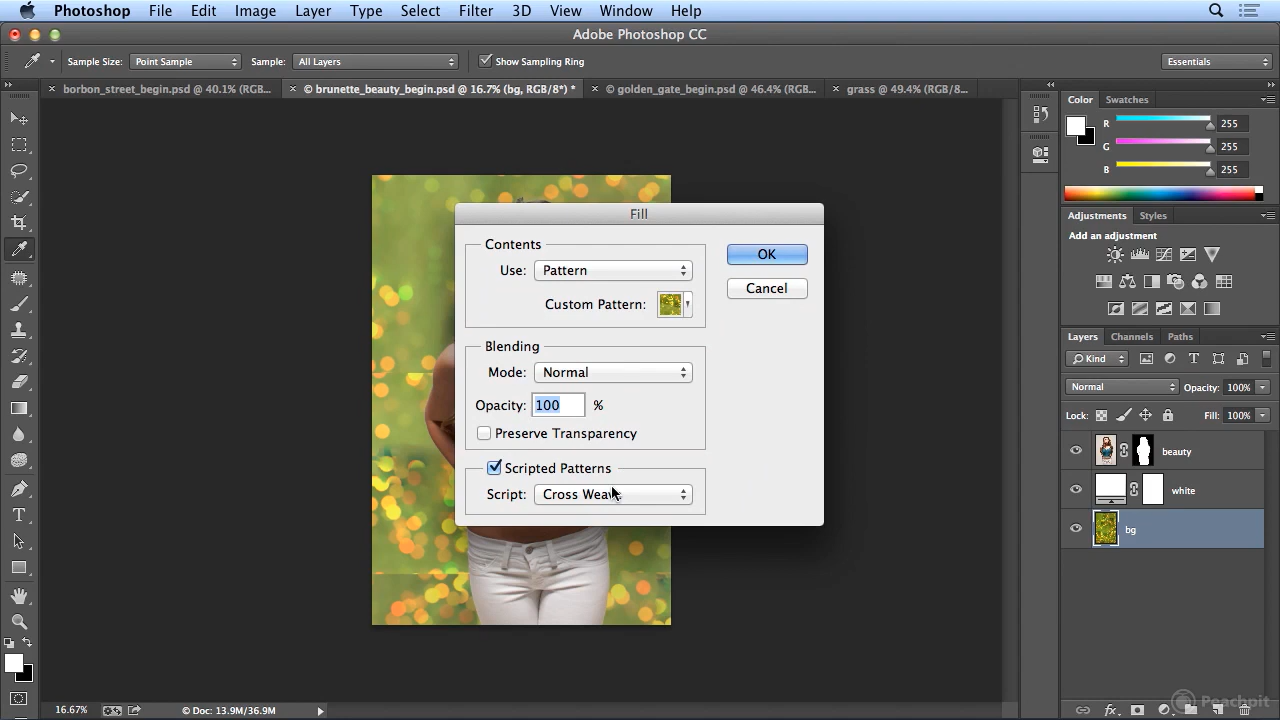 Photoshop File Edit Image Layer Type Select Filter 3D View Window Help
Adobe Photoshop CC
Sample Size: Point Sample Sample: All Layers Show Sampling Ring Essentials
borbon_street_begin.psd @ 40.1% (RGB... © brunette_beauty_begin.psd @ 16.7% (bg, RGB/8*) * © golden_gate_begin.psd @ 46.4% (RGB... grass @ 49.4% (RGB/8...
Color Swatches
R 255
G 255
B 255
Adjustments Styles
Add an adjustment
Layers Channels Paths
Kind
Normal Opacity: 100%
Lock: Fill: 100%
beauty
white
bg
Fill
Contents
Use: Pattern
Custom Pattern:
OK
Cancel
Blending
Mode: Normal
Opacity: 100 %
Preserve Transparency
Scripted Patterns
Script: Cross Weave
16.67% © Doc: 13.9M/36.9M
Peachpit